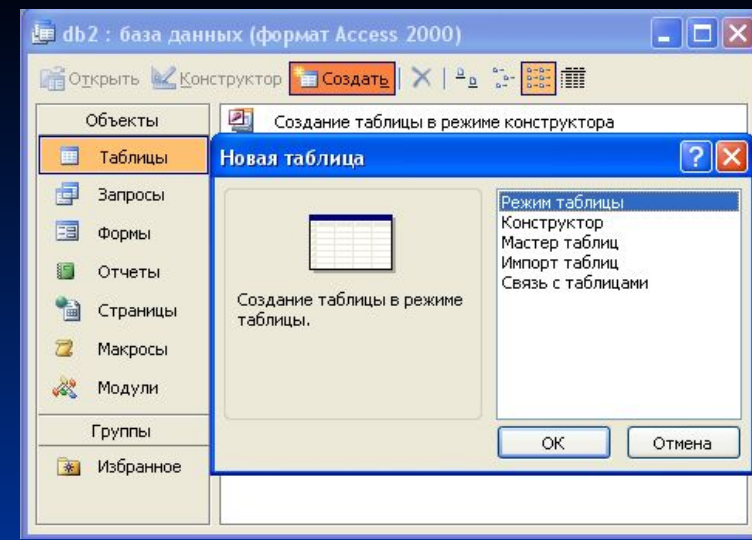 db2 : база данных (формат Access 2000)
Открыть Конструктор Создать
Объекты
Таблицы
Запросы
Формы
Отчеты
Страницы
Макросы
Модули
Группы
Избранное
Создание таблицы в режиме конструктора
Новая таблица
Создание таблицы в режиме
таблицы.
Режим таблицы
Конструктор
Мастер таблиц
Импорт таблиц
Связь с таблицами
ОК
Отмена